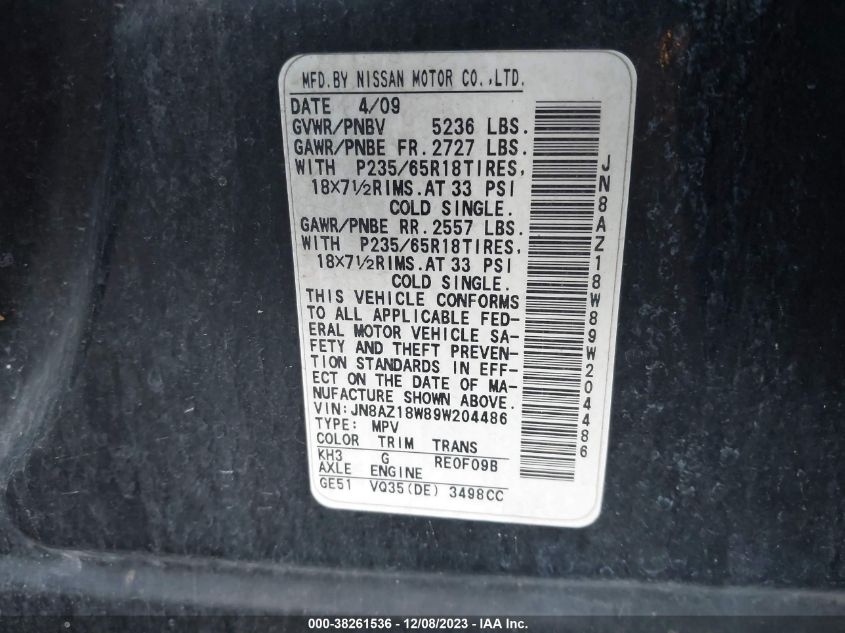 MFD.BY NISSAN MOTOR CO.,LTD.
DATE 4/09
GVWR/PNBV 5236 LBS.
GAWR/PNBE FR. 2727 LBS.
WITH P235/65R18TIRES,
18X7½RIMS.AT 33 PSI
COLD SINGLE.
GAWR/PNBE RR. 2557 LBS.
WITH P235/65R18TIRES,
18X7½RIMS.AT 33 PSI
COLD SINGLE.
THIS VEHICLE CONFORMS
TO ALL APPLICABLE FED-
ERAL MOTOR VEHICLE SA-
FETY AND THEFT PREVEN-
TION STANDARDS IN EFF-
ECT ON THE DATE OF MA-
NUFACTURE SHOWN ABOVE.
VIN:JN8AZ18W89W204486
TYPE: MPV
COLOR TRIM TRANS
KH3 G RE0F09B
AXLE ENGINE
GE51 VQ35(DE) 3498CC
JN8AZ18W89W204486
000-38261536 - 12/08/2023 - IAA Inc.